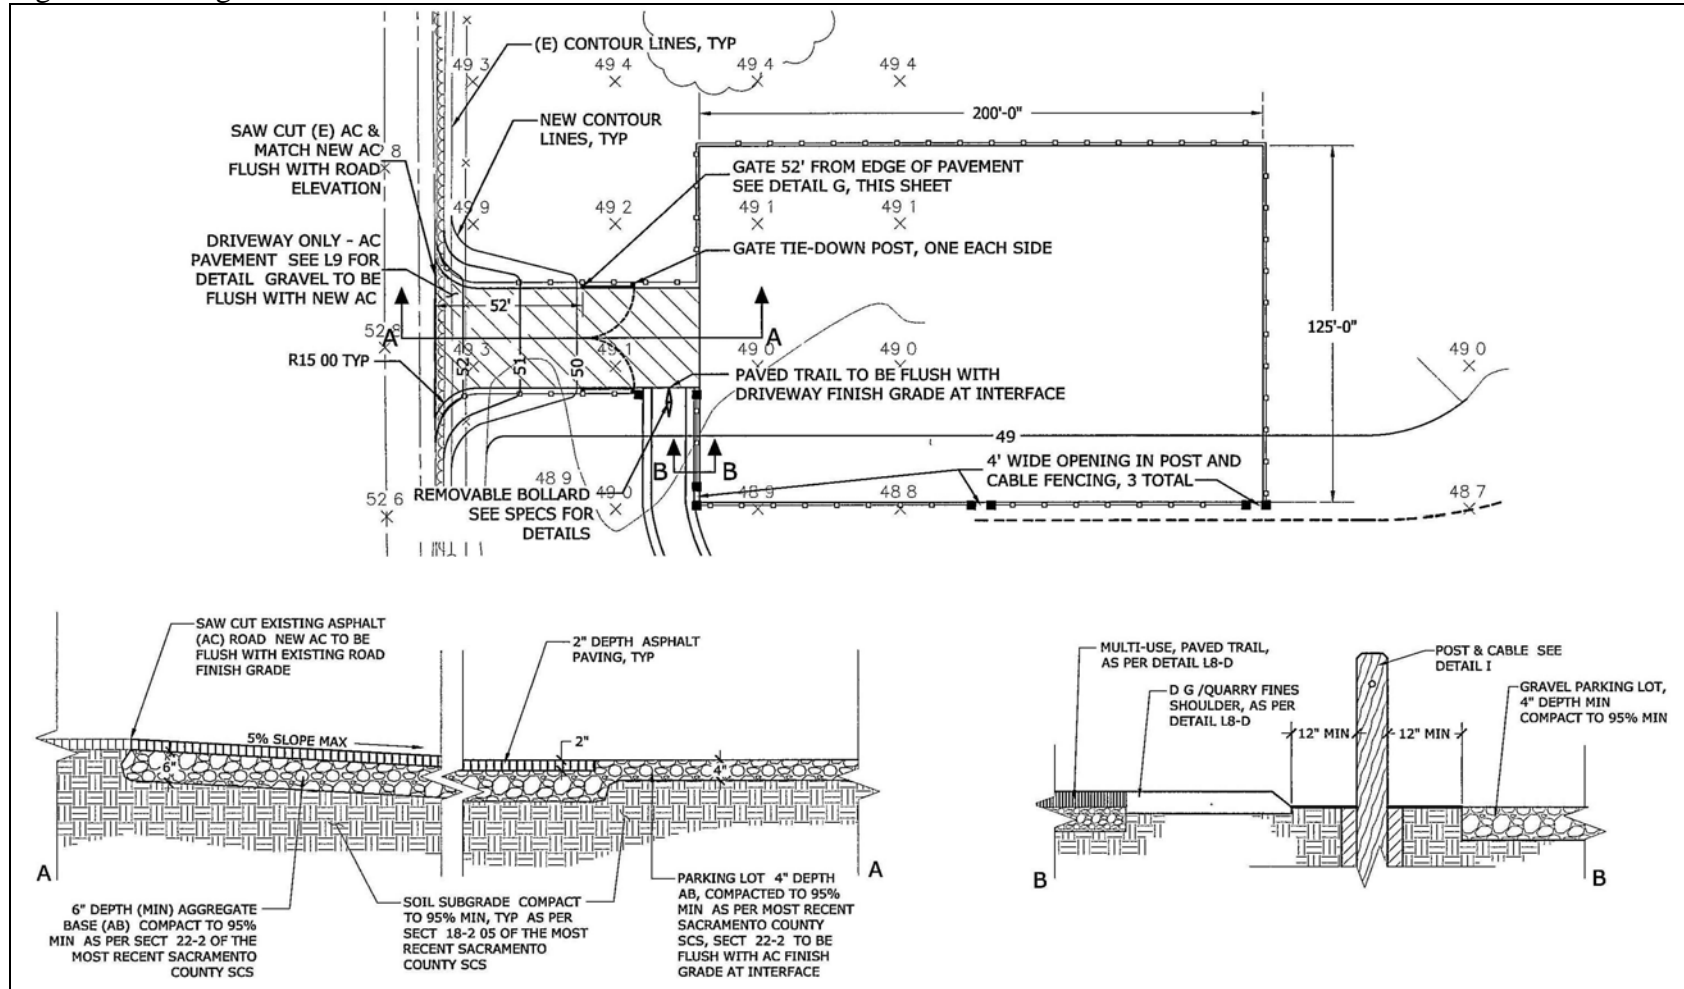 (E) CONTOUR LINES, TYP
49 3
49 4
49 4
49 4
200'-0"
SAW CUT (E) AC &
MATCH NEW AC
FLUSH WITH ROAD
ELEVATION
2 8
NEW CONTOUR
LINES, TYP
GATE 52' FROM EDGE OF PAVEMENT
SEE DETAIL G, THIS SHEET
49 9
49 2
49 1
49 1
DRIVEWAY ONLY - AC
PAVEMENT SEE L9 FOR
DETAIL GRAVEL TO BE
FLUSH WITH NEW AC
GATE TIE-DOWN POST, ONE EACH SIDE
52'
125'-0"
52 8
A
A
R15 00 TYP
49 3
49 1
49 0
49 0
49 0
52
51
50
PAVED TRAIL TO BE FLUSH WITH
DRIVEWAY FINISH GRADE AT INTERFACE
49
B
B
4' WIDE OPENING IN POST AND
CABLE FENCING, 3 TOTAL
48 9
49 0
48 9
48 8
48 7
52 6
REMOVABLE BOLLARD
SEE SPECS FOR
DETAILS
SAW CUT EXISTING ASPHALT
(AC) ROAD NEW AC TO BE
FLUSH WITH EXISTING ROAD
FINISH GRADE
2" DEPTH ASPHALT
PAVING, TYP
5% SLOPE MAX
6"
2"
4"
A
A
6" DEPTH (MIN) AGGREGATE
BASE (AB) COMPACT TO 95%
MIN AS PER SECT 22-2 OF THE
MOST RECENT SACRAMENTO
COUNTY SCS
SOIL SUBGRADE COMPACT
TO 95% MIN, TYP AS PER
SECT 18-2 05 OF THE MOST
RECENT SACRAMENTO
COUNTY SCS
PARKING LOT 4" DEPTH
AB, COMPACTED TO 95%
MIN AS PER MOST RECENT
SACRAMENTO COUNTY
SCS, SECT 22-2 TO BE
FLUSH WITH AC FINISH
GRADE AT INTERFACE
MULTI-USE, PAVED TRAIL,
AS PER DETAIL L8-D
D G /QUARRY FINES
SHOULDER, AS PER
DETAIL L8-D
POST & CABLE SEE
DETAIL I
GRAVEL PARKING LOT,
4" DEPTH MIN
COMPACT TO 95% MIN
12" MIN
12" MIN
B
B